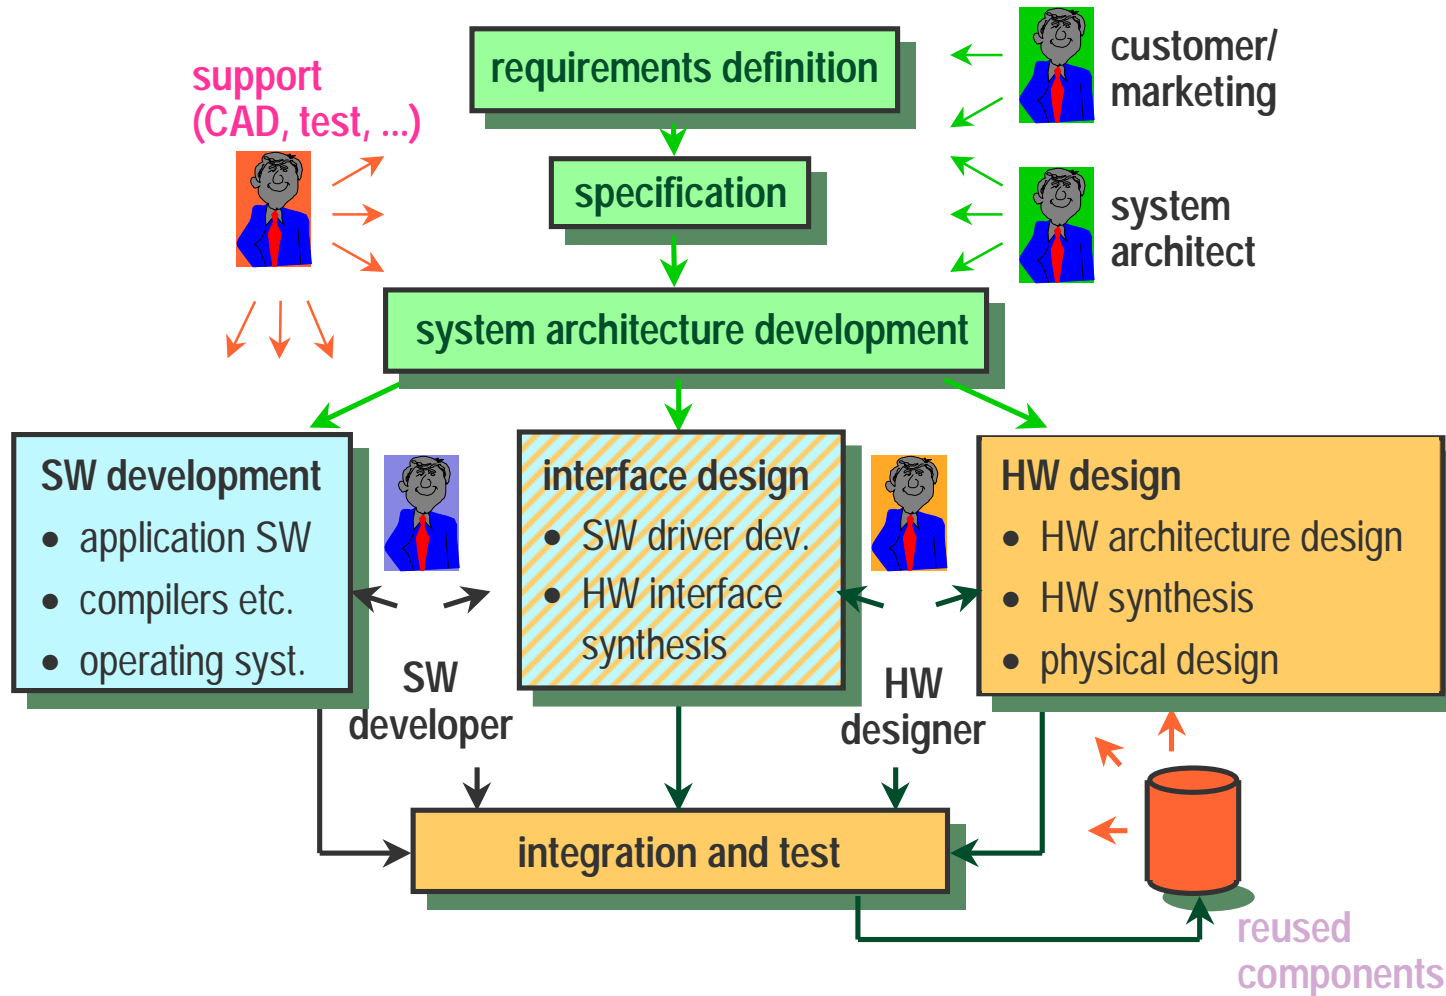 requirements definition
customer/
marketing
support
(CAD, test, ...)
specification
system
architect
system architecture development
SW development
• application SW
• compilers etc.
• operating syst.
interface design
• SW driver dev.
• HW interface
synthesis
HW design
• HW architecture design
• HW synthesis
• physical design
SW
developer
HW
designer
integration and test
reused
components